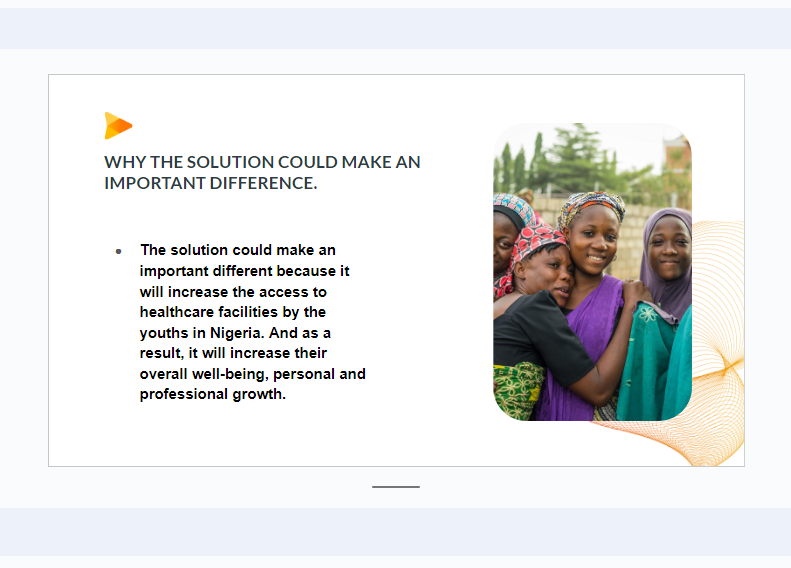 WHY THE SOLUTION COULD MAKE AN
IMPORTANT DIFFERENCE.
The solution could make an
important different because it
will increase the access to
healthcare facilities by the
youths in Nigeria. And as a
result, it will increase their
overall well-being, personal and
professional growth.